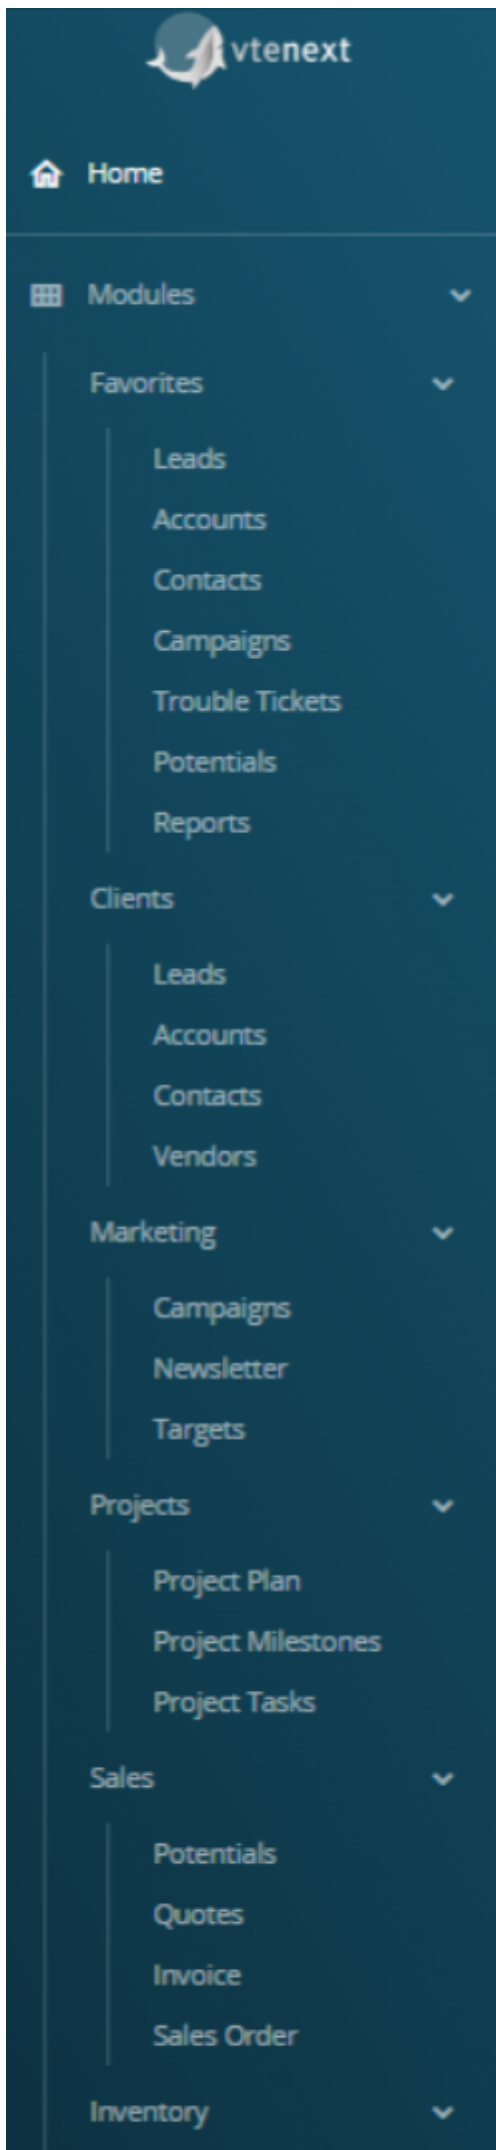 vtenext
Home
Modules
Favorites
Leads
Accounts
Contacts
Campaigns
Trouble Tickets
Potentials
Reports
Clients
Leads
Accounts
Contacts
Vendors
Marketing
Campaigns
Newsletter
Targets
Projects
Project Plan
Project Milestones
Project Tasks
Sales
Potentials
Quotes
Invoice
Sales Order
Inventory